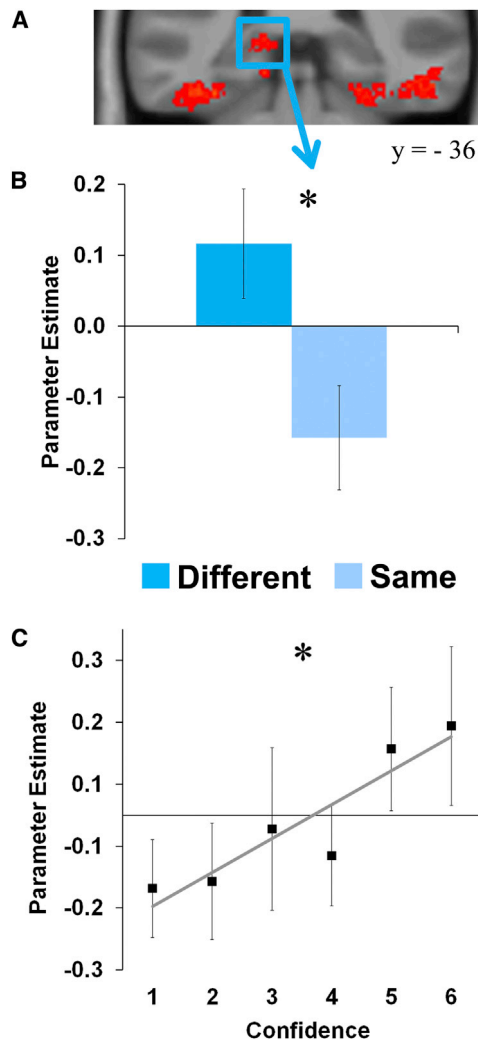 A
y = - 36
B
*
0.2
0.1
0.0
-0.1
-0.2
-0.3
Parameter Estimate
Different Same
C
*
0.3
0.2
0.1
-0.1
-0.2
-0.3
Parameter Estimate
1 2 3 4 5 6
Confidence